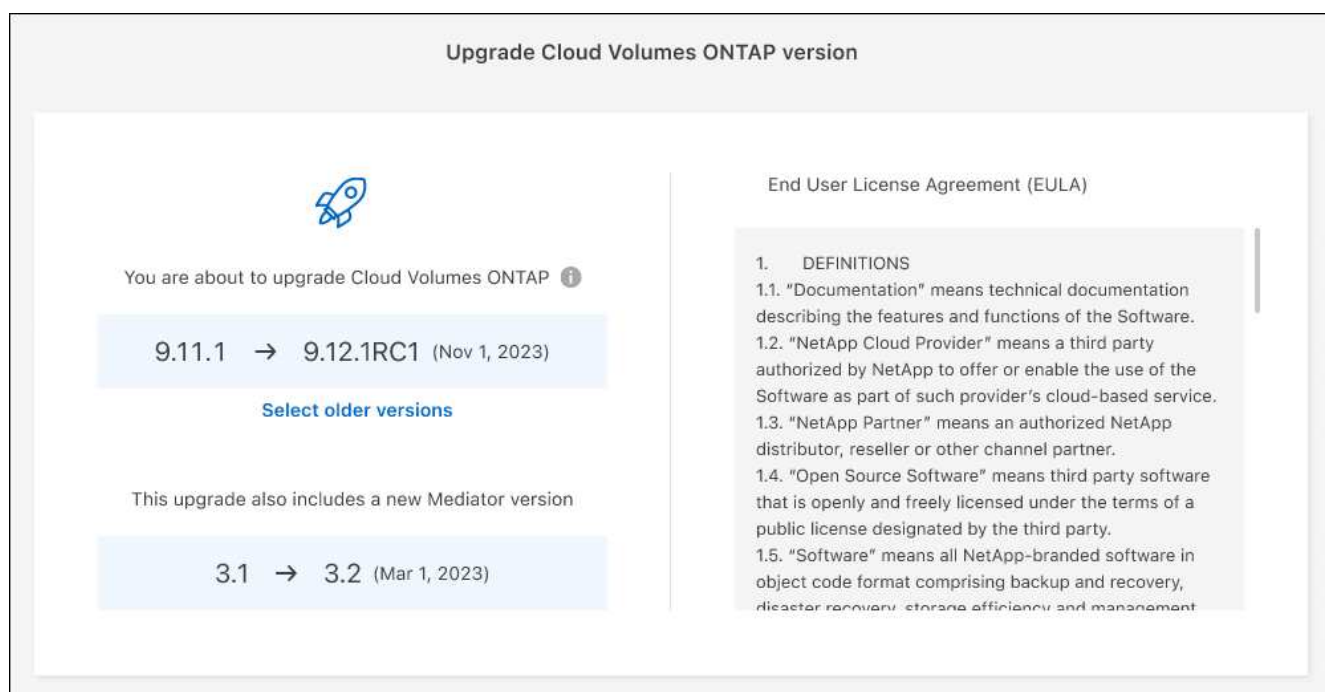 Upgrade Cloud Volumes ONTAP version
You are about to upgrade Cloud Volumes ONTAP
9.11.1 → 9.12.1RC1 (Nov 1, 2023)
Select older versions
This upgrade also includes a new Mediator version
3.1 → 3.2 (Mar 1, 2023)
End User License Agreement (EULA)
1. DEFINITIONS
1.1. “Documentation” means technical documentation
describing the features and functions of the Software.
1.2. “NetApp Cloud Provider” means a third party
authorized by NetApp to offer or enable the use of the
Software as part of such provider’s cloud-based service.
1.3. “NetApp Partner” means an authorized NetApp
distributor, reseller or other channel partner.
1.4. “Open Source Software” means third party software
that is openly and freely licensed under the terms of a
public license designated by the third party.
1.5. “Software” means all NetApp-branded software in
object code format comprising backup and recovery,
disaster recovery, storage efficiency and management